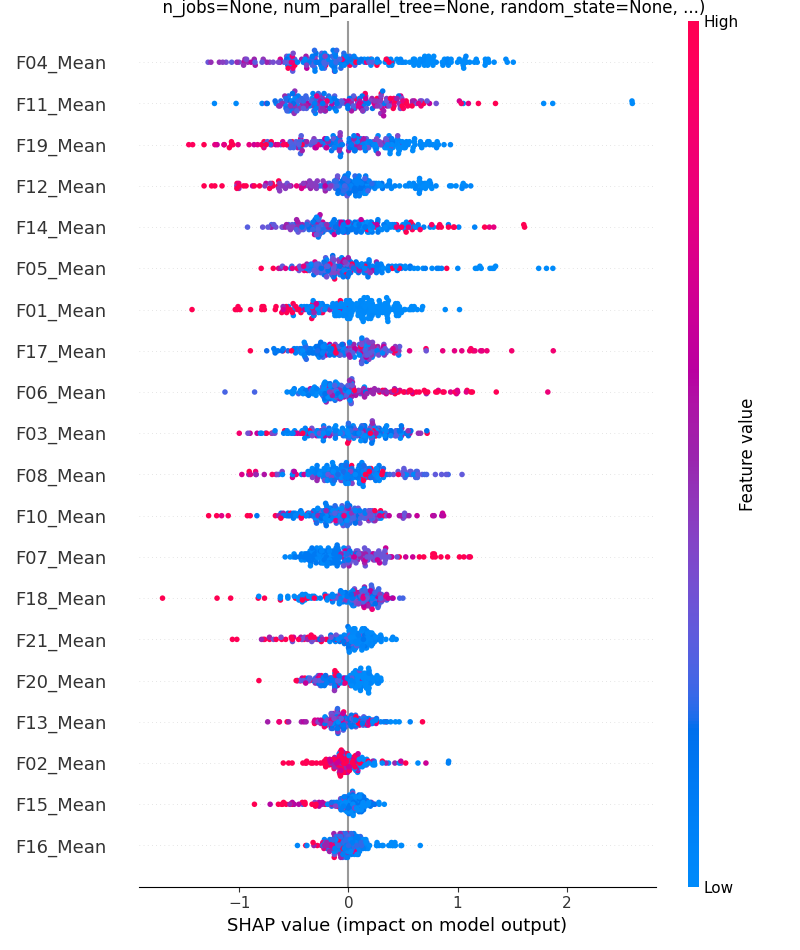 n_jobs=None, num_parallel_tree=None, random_state=None, ...)
High
F04_Mean
F11_Mean
F19_Mean
F12_Mean
F14_Mean
F05_Mean
F01_Mean
F17_Mean
F06_Mean
F03_Mean
F08_Mean
F10_Mean
F07_Mean
F18_Mean
F21_Mean
F20_Mean
F13_Mean
F02_Mean
F15_Mean
F16_Mean
Feature value
Low
−1 0 1 2
SHAP value (impact on model output)